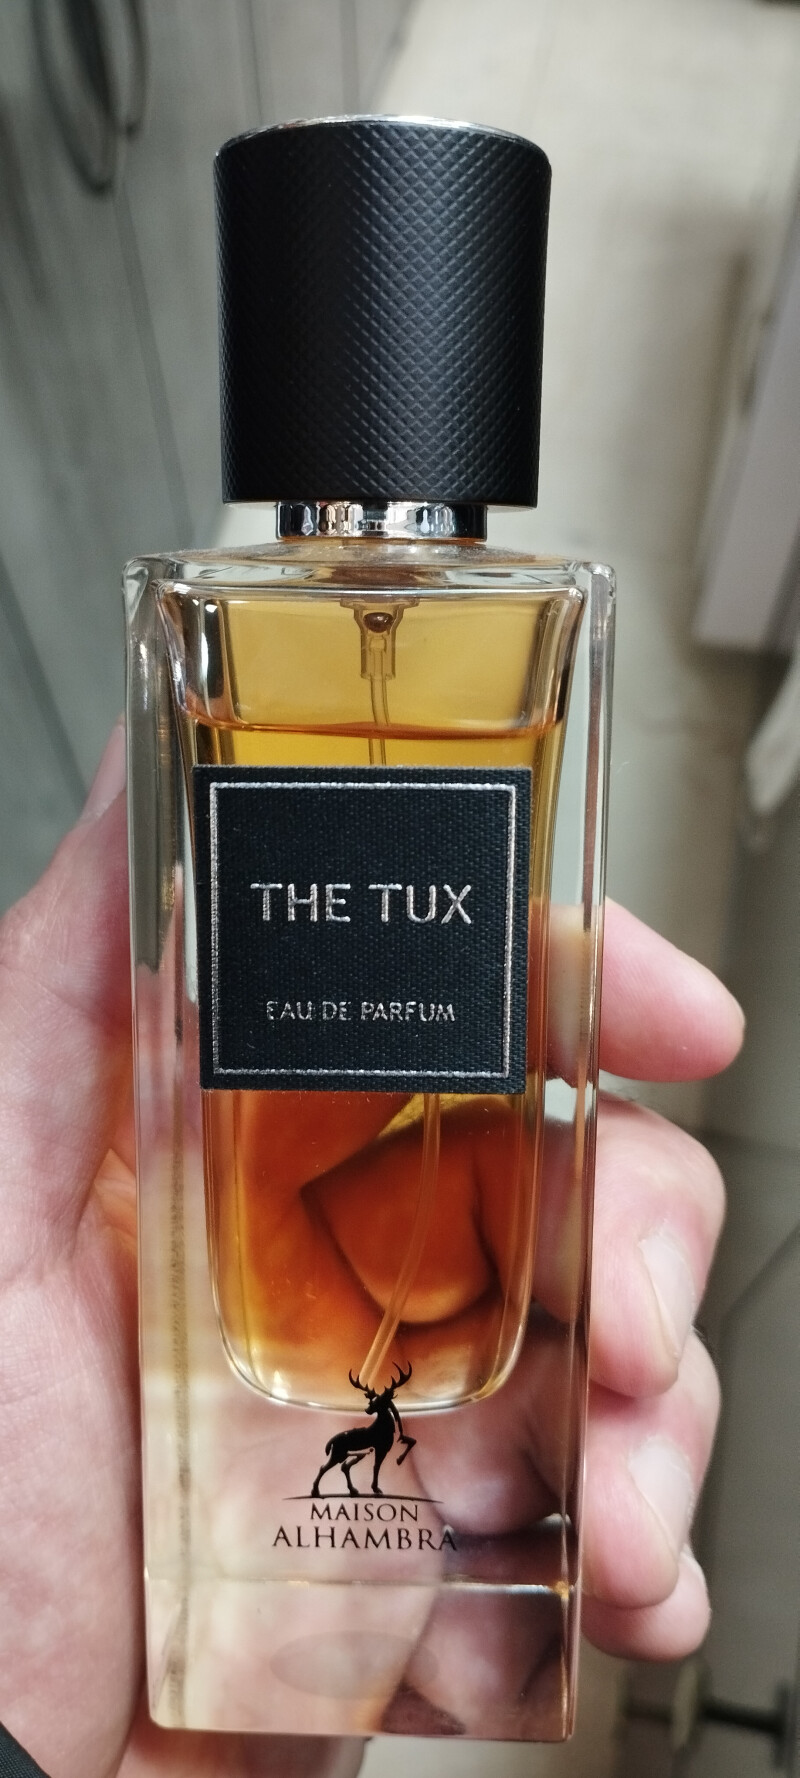 THE TUX
EAU DE PARFUM
MAISON
ALHAMBRA